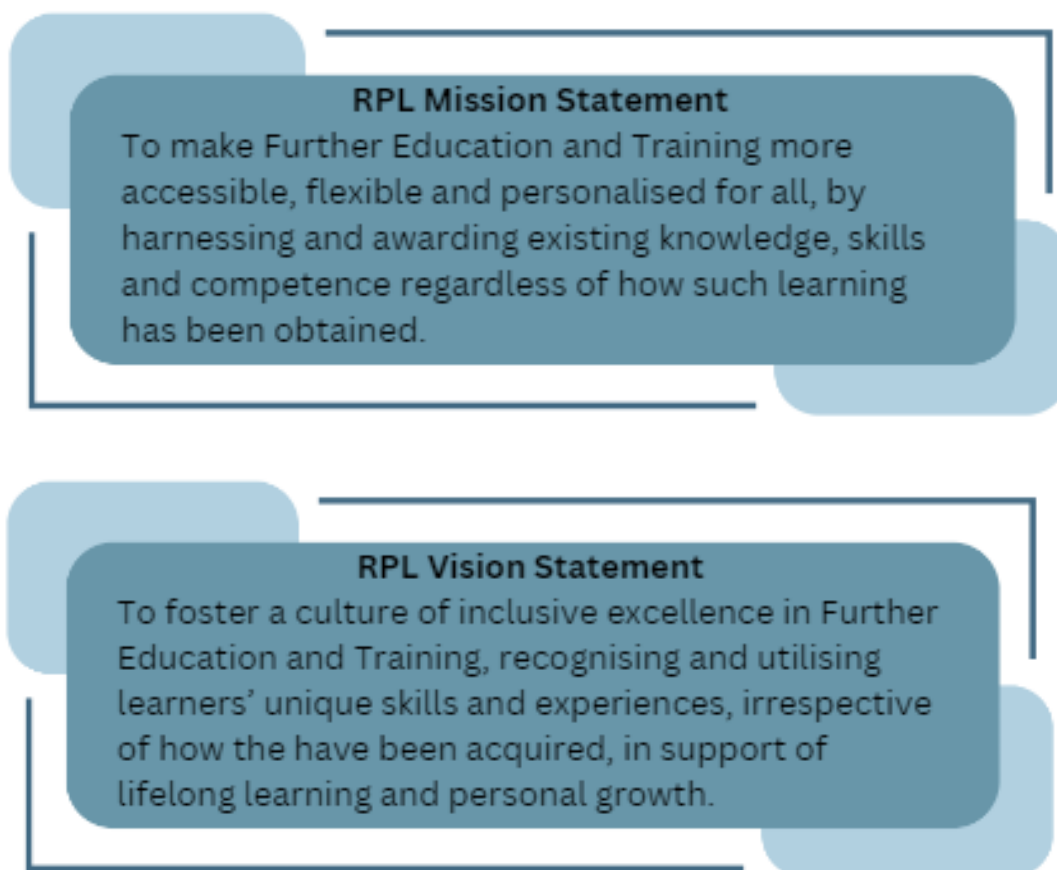 RPL Mission Statement
To make Further Education and Training more
accessible, flexible and personalised for all, by
harnessing and awarding existing knowledge, skills
and competence regardless of how such learning
has been obtained.
RPL Vision Statement
To foster a culture of inclusive excellence in Further
Education and Training, recognising and utilising
learners’ unique skills and experiences, irrespective
of how the have been acquired, in support of
lifelong learning and personal growth.